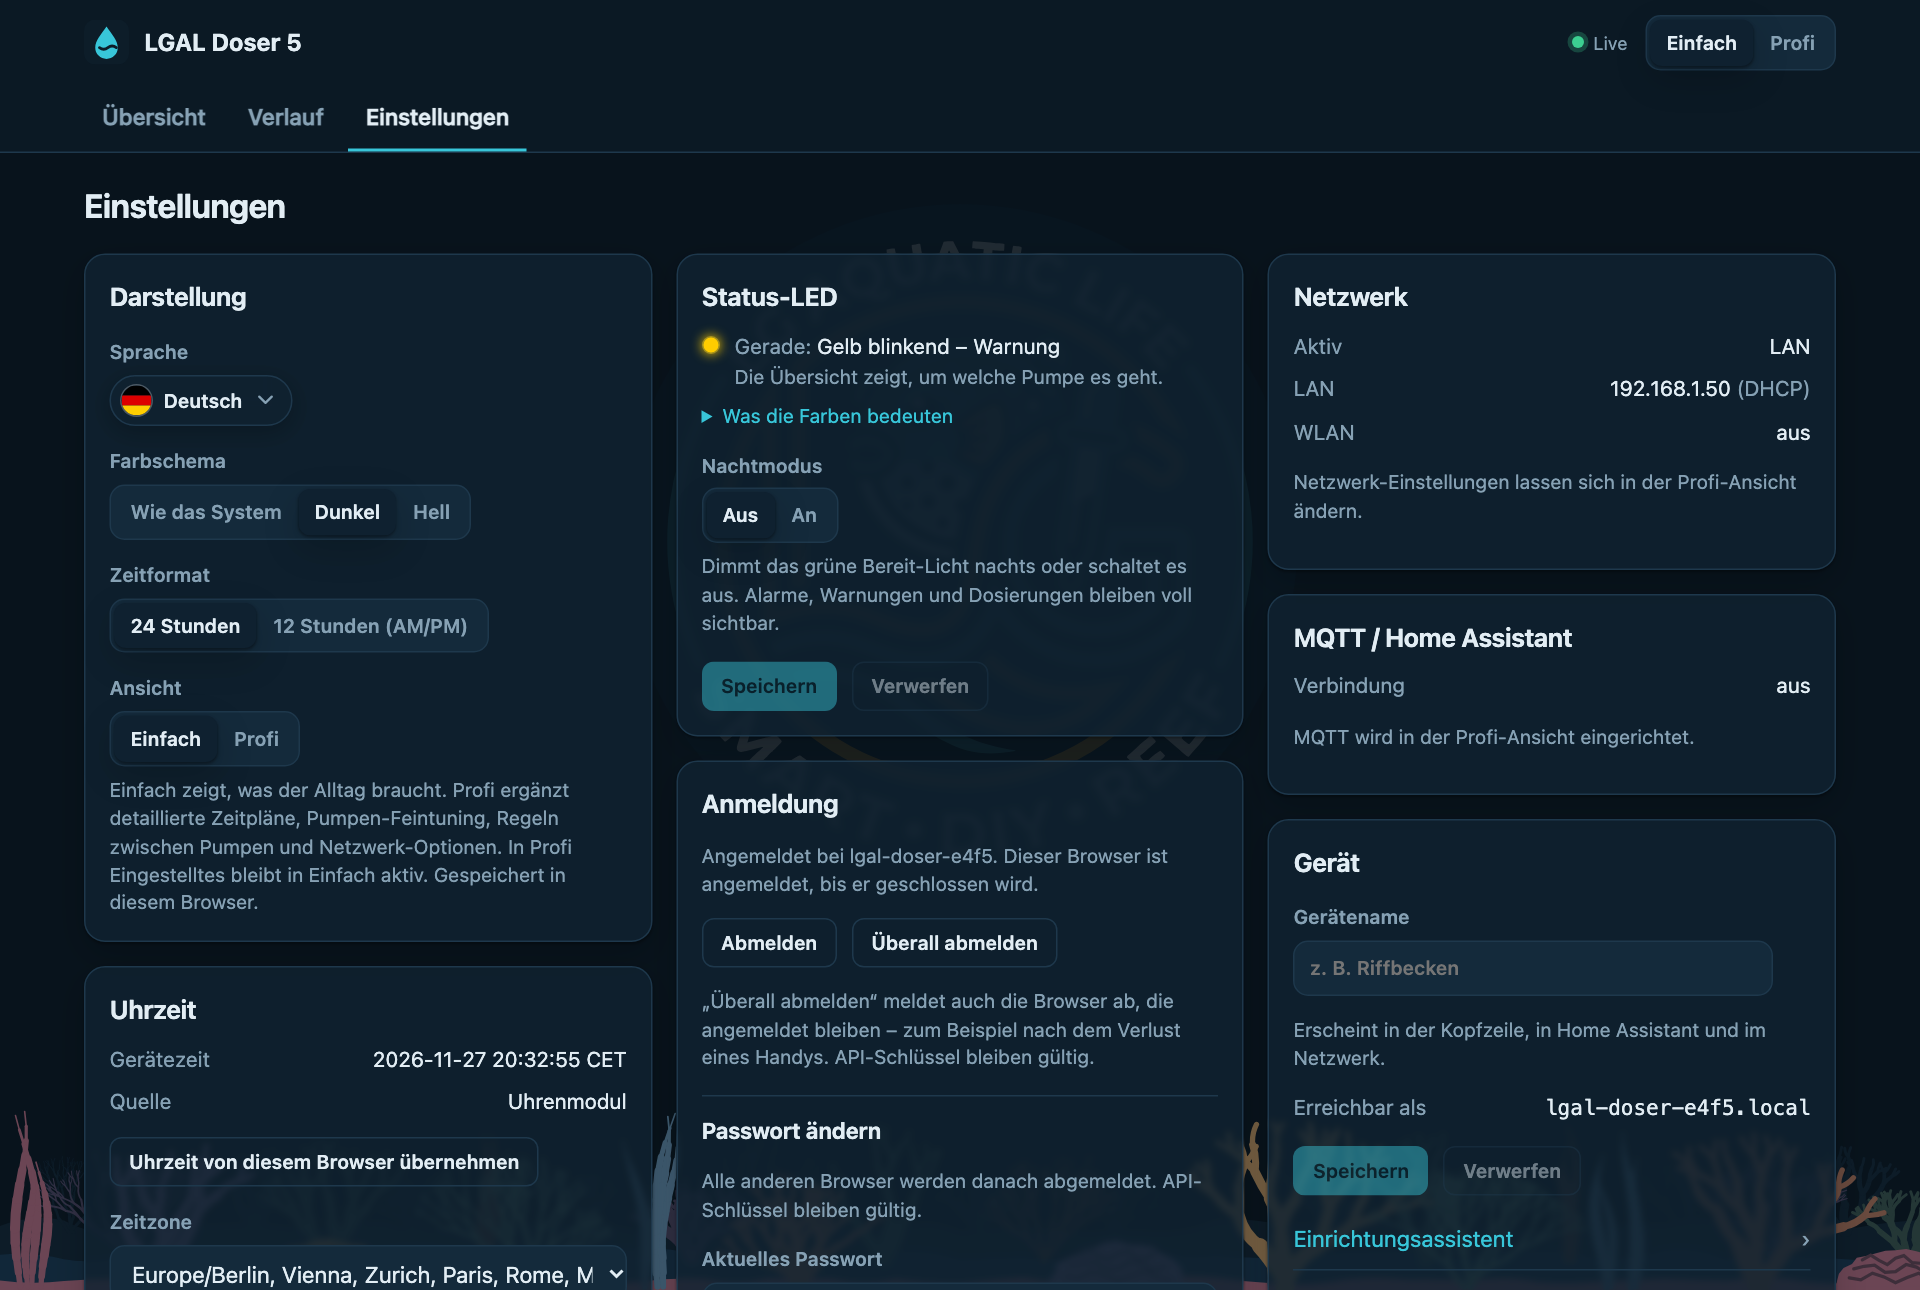 LGAL Doser 5
Live
Einfach
Profi
Übersicht
Verlauf
Einstellungen
Einstellungen
Darstellung
Sprache
Deutsch
Farbschema
Wie das System
Dunkel
Hell
Zeitformat
24 Stunden
12 Stunden (AM/PM)
Ansicht
Einfach
Profi
Einfach zeigt, was der Alltag braucht. Profi ergänzt
detaillierte Zeitpläne, Pumpen-Feintuning, Regeln
zwischen Pumpen und Netzwerk-Optionen. In Profi
Eingestelltes bleibt in Einfach aktiv. Gespeichert in
diesem Browser.
Uhrzeit
Gerätezeit
2026-11-27 20:32:55 CET
Quelle
Uhrenmodul
Uhrzeit von diesem Browser übernehmen
Zeitzone
Europe/Berlin, Vienna, Zurich, Paris, Rome, M
Status-LED
Gerade: Gelb blinkend – Warnung
Die Übersicht zeigt, um welche Pumpe es geht.
Was die Farben bedeuten
Nachtmodus
Aus
An
Dimmt das grüne Bereit-Licht nachts oder schaltet es
aus. Alarme, Warnungen und Dosierungen bleiben voll
sichtbar.
Speichern
Verwerfen
Anmeldung
Angemeldet bei lgal-doser-e4f5. Dieser Browser ist
angemeldet, bis er geschlossen wird.
Abmelden
Überall abmelden
„Überall abmelden“ meldet auch die Browser ab, die
angemeldet bleiben – zum Beispiel nach dem Verlust
eines Handys. API-Schlüssel bleiben gültig.
Passwort ändern
Alle anderen Browser werden danach abgemeldet. API-
Schlüssel bleiben gültig.
Aktuelles Passwort
Netzwerk
Aktiv
LAN
LAN
192.168.1.50 (DHCP)
WLAN
aus
Netzwerk-Einstellungen lassen sich in der Profi-Ansicht
ändern.
MQTT / Home Assistant
Verbindung
aus
MQTT wird in der Profi-Ansicht eingerichtet.
Gerät
Gerätename
z. B. Riffbecken
Erscheint in der Kopfzeile, in Home Assistant und im
Netzwerk.
Erreichbar als
lgal-doser-e4f5.local
Speichern
Verwerfen
Einrichtungsassistent
AQUATIC LIFE
DIY • REEF